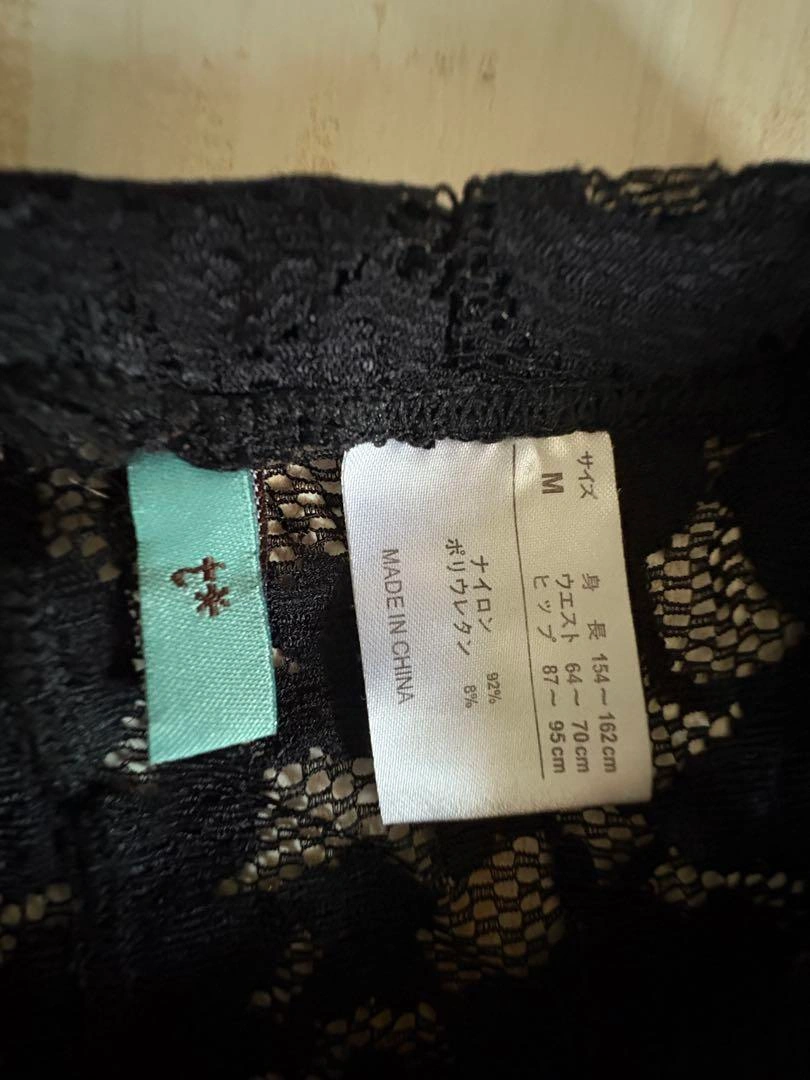 サイズ
M
身長 154～162cm
ウエスト 64～70cm
ヒップ 87～95cm
ナイロン 92%
ポリウレタン 8%
MADE IN CHINA